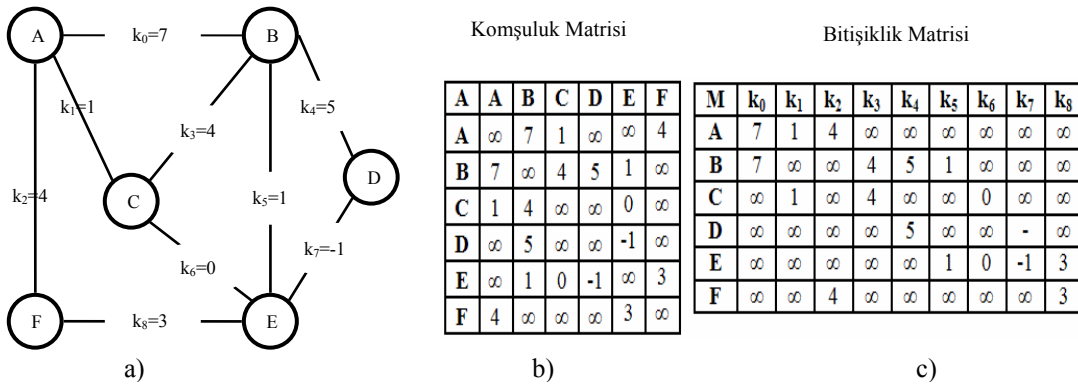 A
k₀=7
B
k₁=1
k₃=4
k₄=5
k₂=4
C
k₅=1
D
k₆=0
k₇=-1
F
k₈=3
E
a)
Komşuluk Matrisi
A A B C D E F
A ∞ 7 1 ∞ ∞ 4
B 7 ∞ 4 5 1 ∞
C 1 4 ∞ ∞ 0 ∞
D ∞ 5 ∞ ∞ -1 ∞
E ∞ 1 0 -1 ∞ 3
F 4 ∞ ∞ ∞ 3 ∞
b)
Bitişiklik Matrisi
M k₀ k₁ k₂ k₃ k₄ k₅ k₆ k₇ k₈
A 7 1 4 ∞ ∞ ∞ ∞ ∞ ∞
B 7 ∞ ∞ 4 5 1 ∞ ∞ ∞
C ∞ 1 ∞ 4 ∞ ∞ 0 ∞ ∞
D ∞ ∞ ∞ ∞ 5 ∞ ∞ - ∞
E ∞ ∞ ∞ ∞ ∞ 1 0 -1 3
F ∞ ∞ 4 ∞ ∞ ∞ ∞ ∞ 3
c)